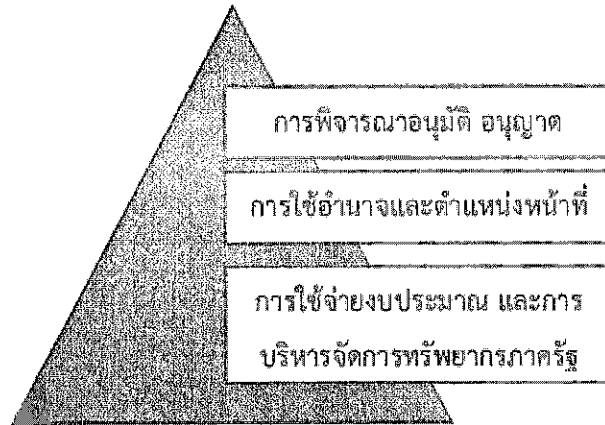 การพิจารณาอนุมัติ อนุญาต
การใช้อำนาจและตำแหน่งหน้าที่
การใช้จ่ายงบประมาณ และการ
บริหารจัดการทรัพยากรภาครัฐ